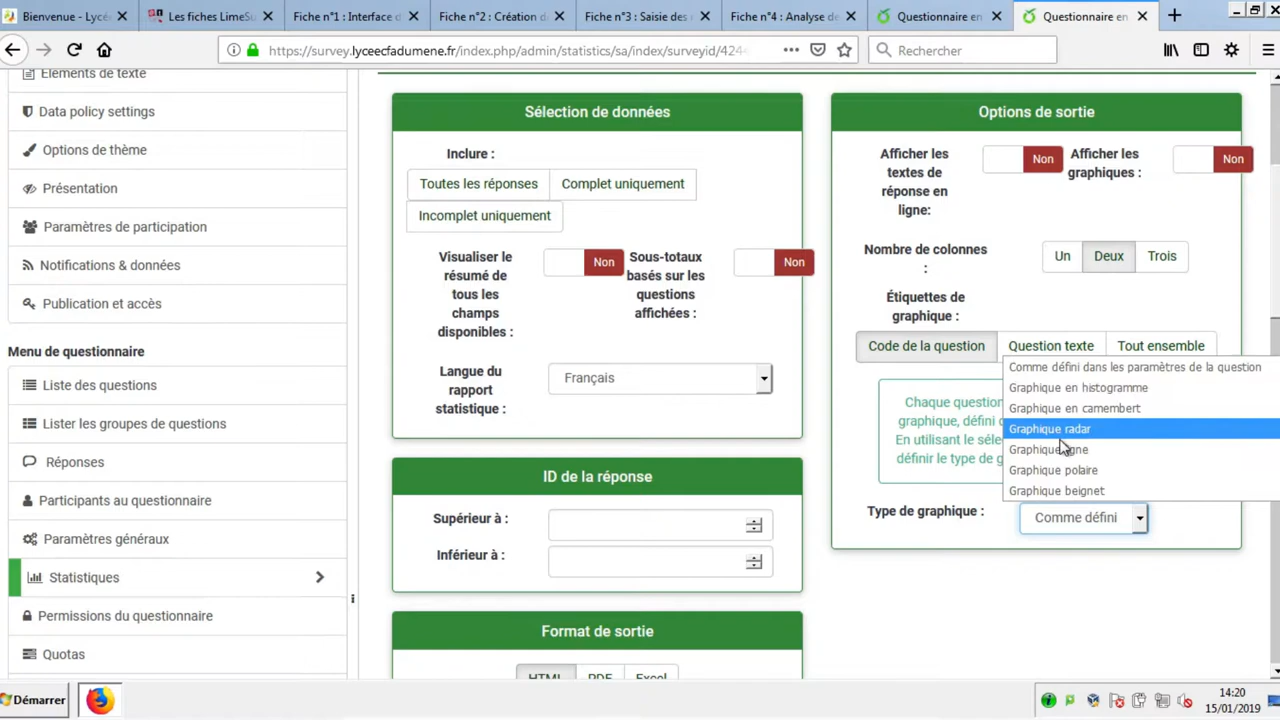 Bienvenue - Lycé
Les fiches LimeSu
Fiche n°1 : Interface d
Fiche n°2 : Création d
Fiche n°3 : Saisie des
Fiche n°4 : Analyse de
Questionnaire en
Questionnaire en
https://survey.lyceecfadumene.fr/index.php/admin/statistics/sa/index/surveyid/424
Rechercher
Eléments de texte
Data policy settings
Options de thème
Présentation
Paramètres de participation
Notifications & données
Publication et accès
Menu de questionnaire
Liste des questions
Lister les groupes de questions
Réponses
Participants au questionnaire
Paramètres généraux
Statistiques
Permissions du questionnaire
Quotas
Sélection de données
Inclure :
Toutes les réponses
Complet uniquement
Incomplet uniquement
Visualiser le
résumé de
tous les
champs
disponibles :
Non
Sous-totaux
basés sur les
questions
affichées :
Non
Langue du
rapport
statistique :
Français
ID de la réponse
Supérieur à :
Inférieur à :
Format de sortie
HTML
PDF
Excel
Options de sortie
Afficher les
textes de
réponse en
ligne:
Non
Afficher les
graphiques :
Non
Nombre de colonnes
:
Un
Deux
Trois
Étiquettes de
graphique :
Code de la question
Question texte
Tout ensemble
Chaque question
graphique, défini d
En utilisant le séle
définir le type de g
Comme défini dans les paramètres de la question
Graphique en histogramme
Graphique en camembert
Graphique radar
Graphique ligne
Graphique polaire
Graphique beignet
Type de graphique :
Comme défini
Démarrer
14:20
15/01/2019